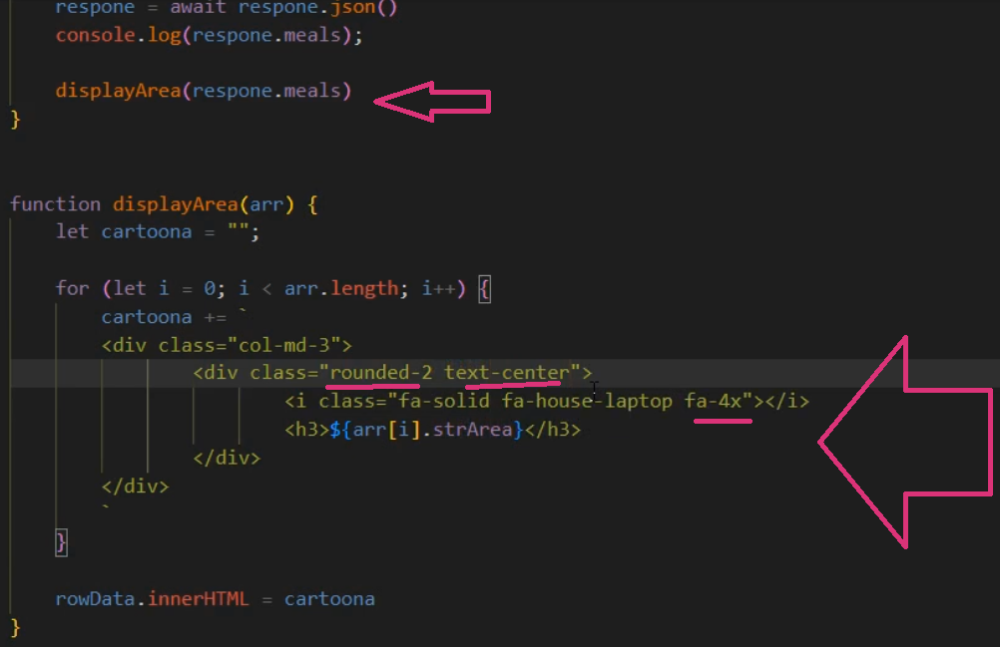 respone = await respone.json()
console.log(respone.meals);
displayArea(respone.meals)
}
function displayArea(arr) {
let cartoona = "";
for (let i = 0; i < arr.length; i++) {
cartoona += `
<div class="col-md-3">
<div class="rounded-2 text-center">
<i class="fa-solid fa-house-laptop fa-4x"></i>
<h3>${arr[i].strArea}</h3>
</div>
</div>
`
}
rowData.innerHTML = cartoona
}